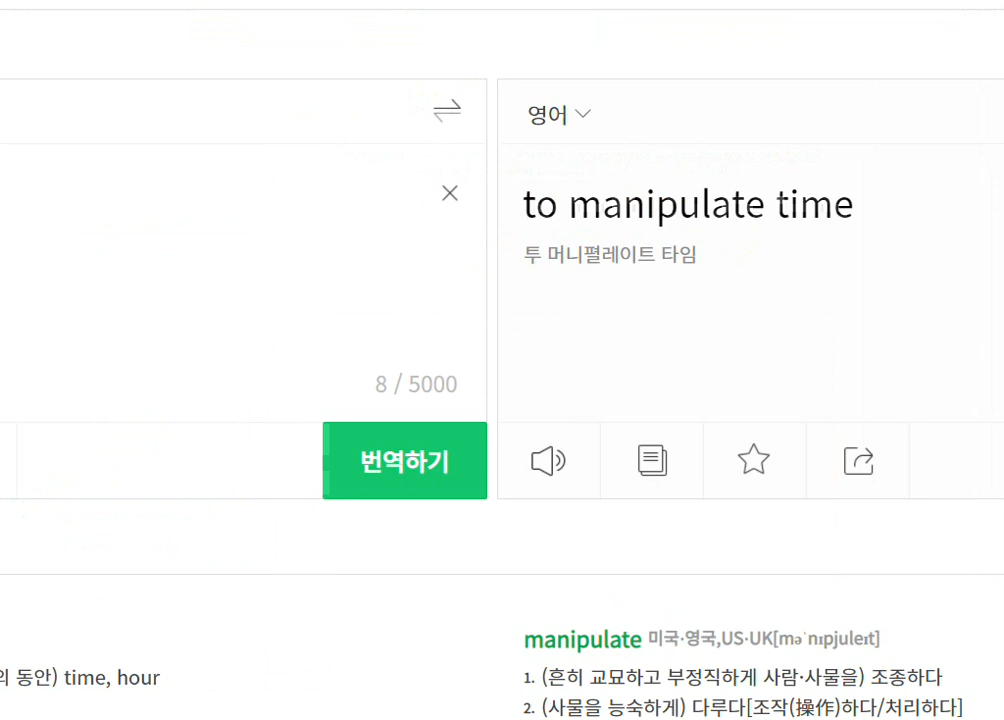 영어
to manipulate time
투 머니펄레이트 타임
8 / 5000
번역하기
의 동안) time, hour
manipulate 미국·영국,US·UK[məˈnɪpjuleɪt]
1. (흔히 교묘하고 부정직하게 사람·사물을) 조종하다
2. (사물을 능숙하게) 다루다[조작(操作)하다/처리하다]